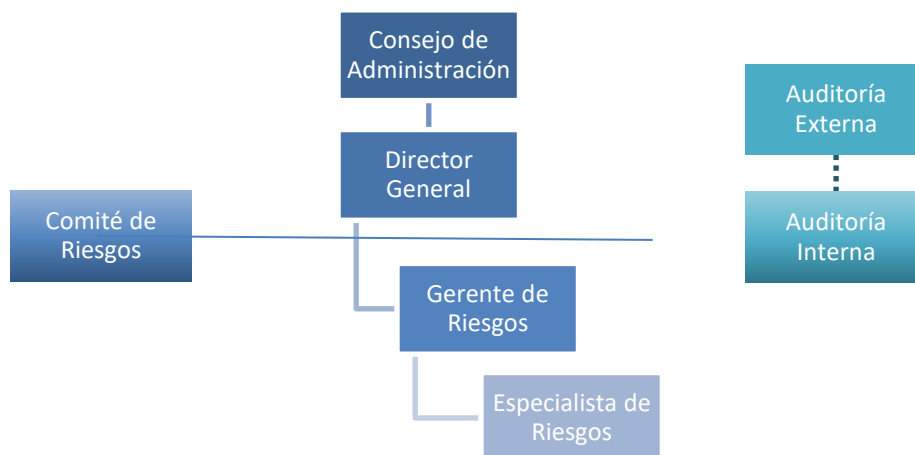 Consejo de
Administración
Auditoría
Externa
Director
General
Comité de
Riesgos
Auditoría
Interna
Gerente de
Riesgos
Especialista de
Riesgos